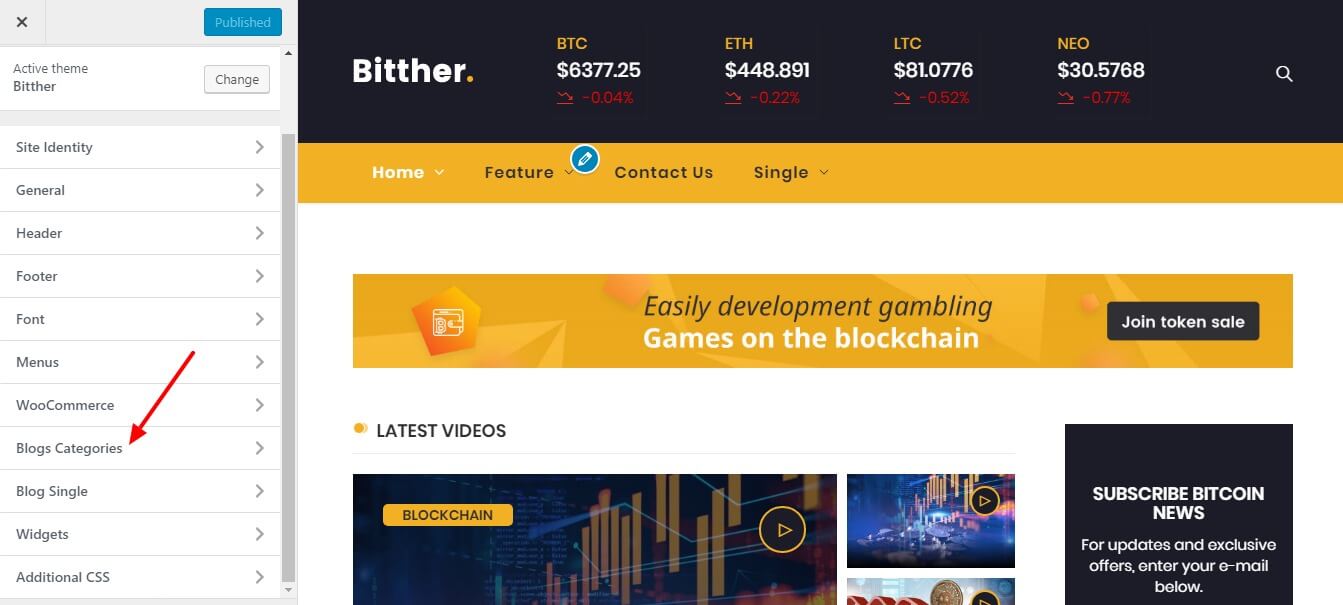 Published
Active theme
Bitther
Change
Site Identity
General
Header
Footer
Font
Menus
WooCommerce
Blogs Categories
Blog Single
Widgets
Additional CSS
Bitther.
BTC
$6377.25
-0.04%
ETH
$448.891
-0.22%
LTC
$81.0776
-0.52%
NEO
$30.5768
-0.77%
Home
Feature
Contact Us
Single
Easily development gambling
Games on the blockchain
Join token sale
LATEST VIDEOS
BLOCKCHAIN
SUBSCRIBE BITCOIN
NEWS
For updates and exclusive
offers, enter your e-mail
below.